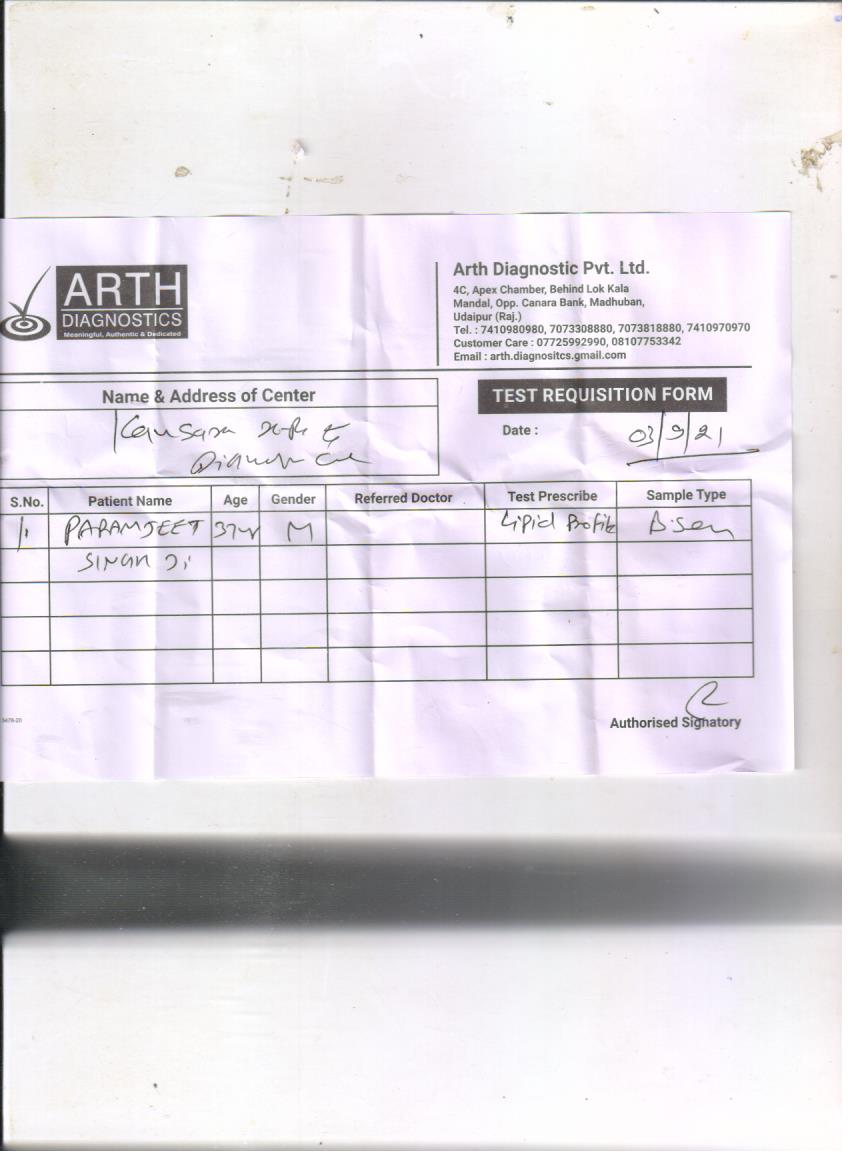 ARTH
DIAGNOSTICS
Meaningful, Authentic & Dedicated
Arth Diagnostic Pvt. Ltd.
4C, Apex Chamber, Behind Lok Kala
Mandal, Opp. Canara Bank, Madhuban,
Udaipur (Raj.)
Tel. : 7410980980, 7073308880, 7073818880, 7410970970
Customer Care : 07725992990, 08107753342
Email : arth.diagnositcs.gmail.com
Name & Address of Center
TEST REQUISITION FORM
Date : 03/9/21
S.No. Patient Name Age Gender Referred Doctor Test Prescribe Sample Type
1. PARAMJEET 37yr M Lipid Profile
SINGH Ji
Authorised Signatory
5478-20